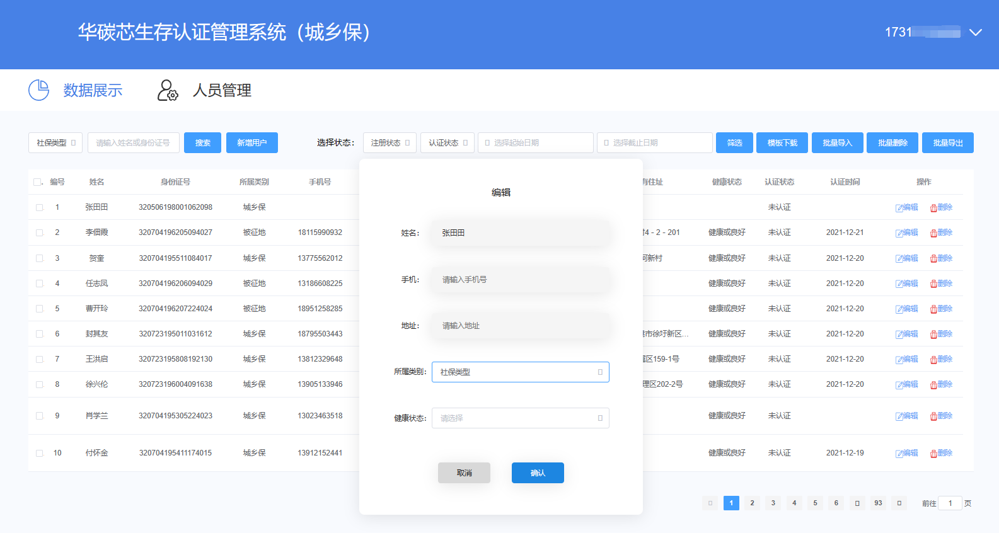 华碳芯生存认证管理系统（城乡保）
1731
数据展示 人员管理
社保类型 请输入姓名或身份证号 搜索 新增用户 选择状态： 注册状态 认证状态 选择起始日期 选择截止日期 筛选 模板下载 批量导入 批量删除 批量导出
编号 姓名 身份证号 所属类别 手机号 有住址 健康状态 认证状态 认证时间 操作
1 张田田 320506198001062098 城乡保 未认证 编辑 删除
2 李佃霞 320704196205094027 被征地 18115990932 4-2-201 健康或良好 未认证 2021-12-21 编辑 删除
3 贺奎 320704195511084017 城乡保 13775562012 河新村 健康或良好 未认证 2021-12-20 编辑 删除
4 任志凤 320704196206094029 被征地 13186608225 健康或良好 未认证 2021-12-20 编辑 删除
5 曹开玲 320704196207224024 被征地 18951258285 健康或良好 未认证 2021-12-20 编辑 删除
6 封其友 320723195011031612 城乡保 18795503443 市徐圩新区... 健康或良好 未认证 2021-12-20 编辑 删除
7 王洪启 320723195808192130 城乡保 13812329648 区159-1号 健康或良好 未认证 2021-12-20 编辑 删除
8 徐兴伦 320723196004091638 城乡保 13905133946 理区202-2号 健康或良好 未认证 2021-12-20 编辑 删除
9 肖学兰 320704195305224023 城乡保 13023463518 健康或良好 未认证 编辑 删除
10 付怀金 320704195411174015 城乡保 13912152441 健康或良好 未认证 2021-12-19 编辑 删除
编辑
姓名： 张田田
手机： 请输入手机号
地址： 请输入地址
所属类别： 社保类型
健康状态： 请选择
取消 确认
1 2 3 4 5 6 93 前往 1 页